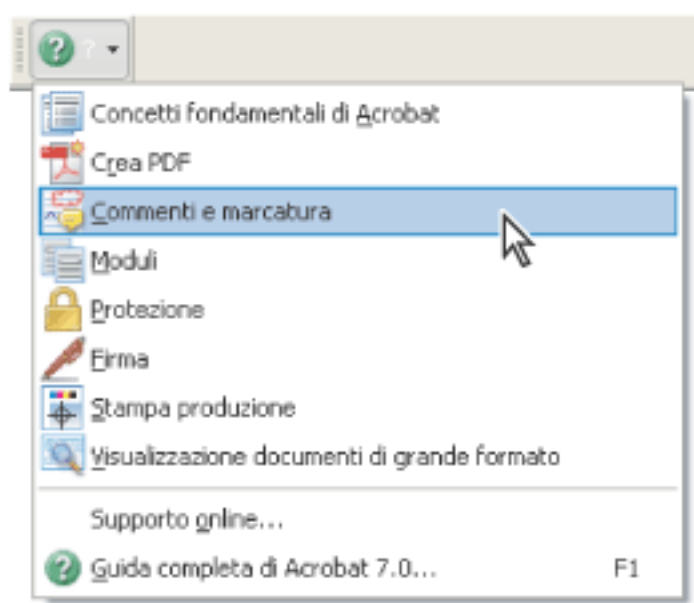 ?
Concetti fondamentali di Acrobat
Crea PDF
Commenti e marcatura
Moduli
Protezione
Firma
Stampa produzione
Visualizzazione documenti di grande formato
Supporto online...
Guida completa di Acrobat 7.0... F1